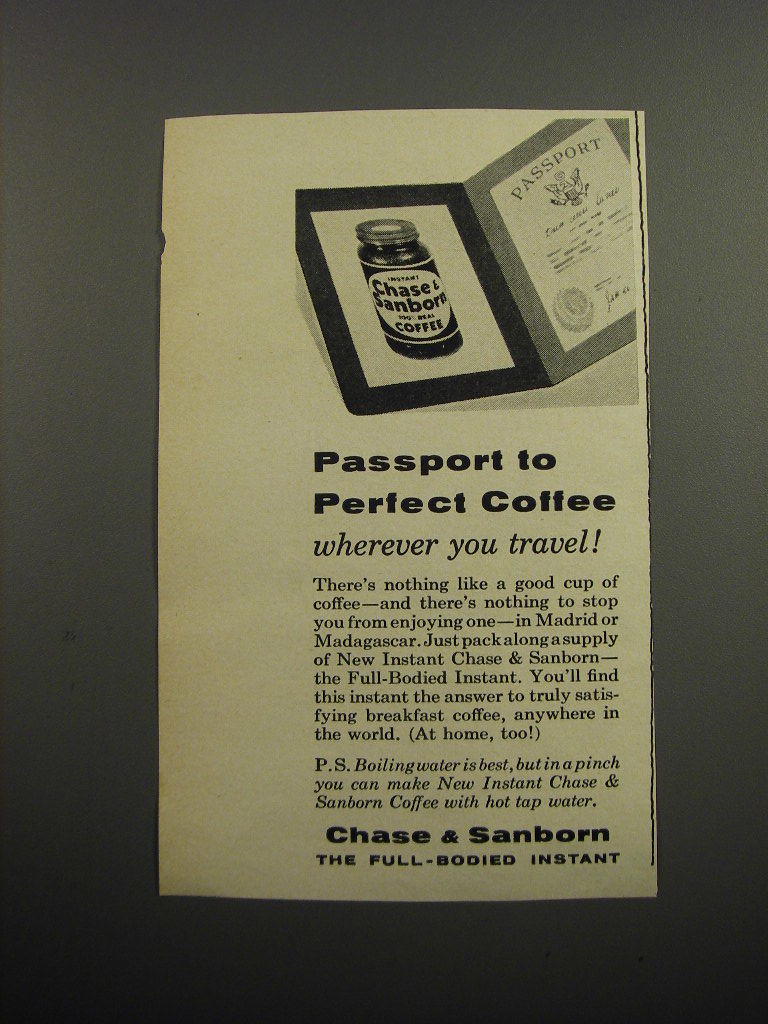 PASSPORT
INSTANT
Chase &
Sanborn
100% REAL
COFFEE
Passport to
Perfect Coffee
wherever you travel!
There's nothing like a good cup of
coffee—and there's nothing to stop
you from enjoying one—in Madrid or
Madagascar. Just pack along a supply
of New Instant Chase & Sanborn—
the Full-Bodied Instant. You'll find
this instant the answer to truly satis-
fying breakfast coffee, anywhere in
the world. (At home, too!)
P.S. Boiling water is best, but in a pinch
you can make New Instant Chase &
Sanborn Coffee with hot tap water.
Chase & Sanborn
THE FULL-BODIED INSTANT